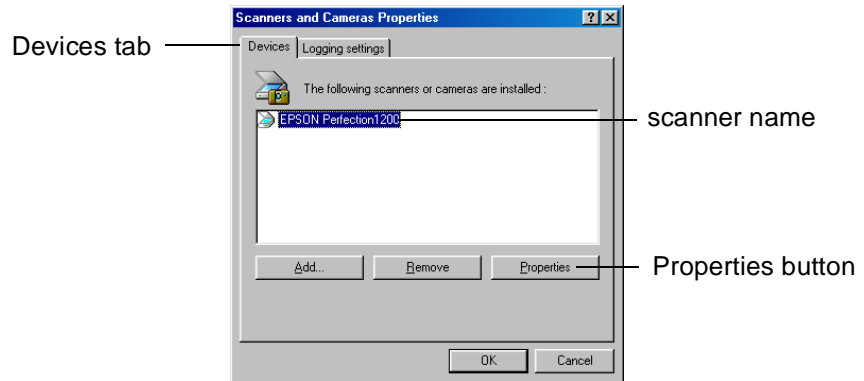 Scanners and Cameras Properties
Devices tab
Devices
Logging settings
The following scanners or cameras are installed :
EPSON Perfection1200
scanner name
Add...
Remove
Properties
Properties button
OK
Cancel